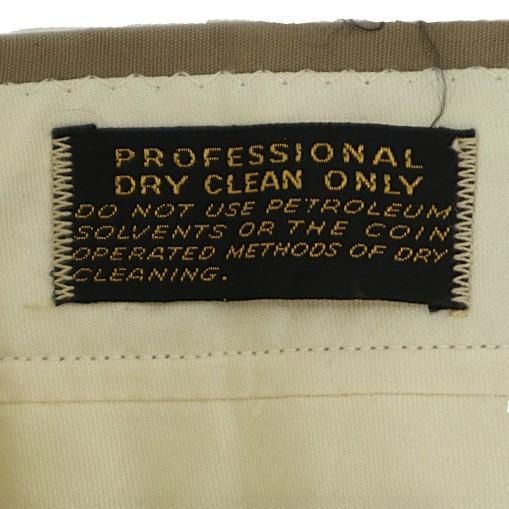 PROFESSIONAL
DRY CLEAN ONLY
DO NOT USE PETROLEUM
SOLVENTS OR THE COIN
OPERATED METHODS OF DRY
CLEANING.